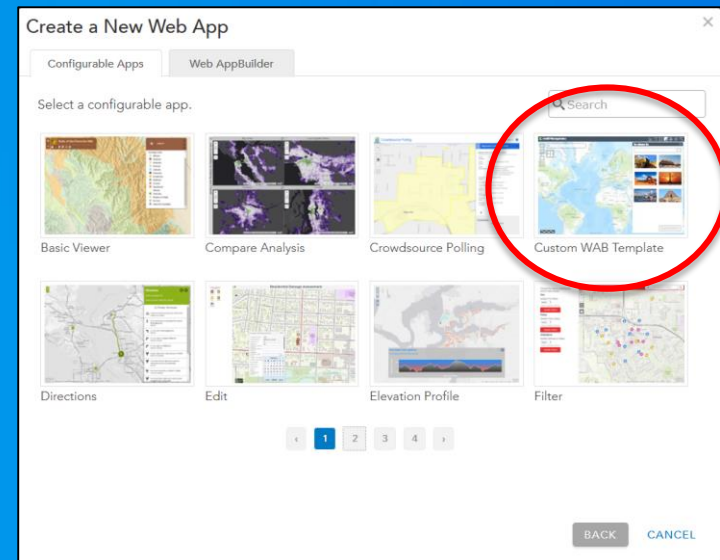 Create a New Web App
×
Configurable Apps
Web AppBuilder
Select a configurable app.
Search
Basic Viewer
Compare Analysis
Crowdsource Polling
Custom WAB Template
Directions
Edit
Elevation Profile
Filter
‹ 1 2 3 4 ›
BACK
CANCEL